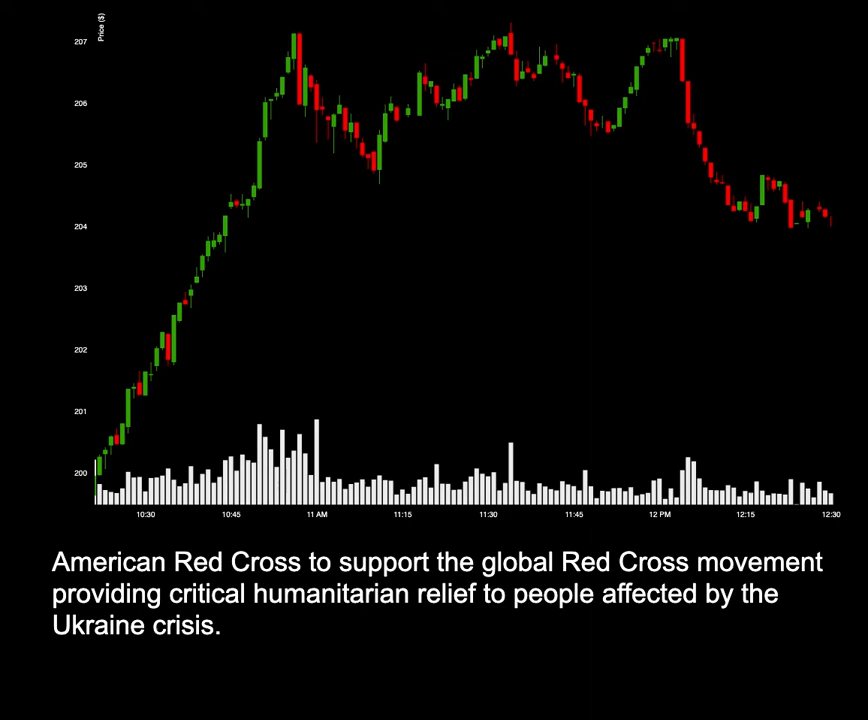 Price ($)
207
206
205
204
203
202
201
200
10:30 10:45 11 AM 11:15 11:30 11:45 12 PM 12:15 12:30
American Red Cross to support the global Red Cross movement
providing critical humanitarian relief to people affected by the
Ukraine crisis.